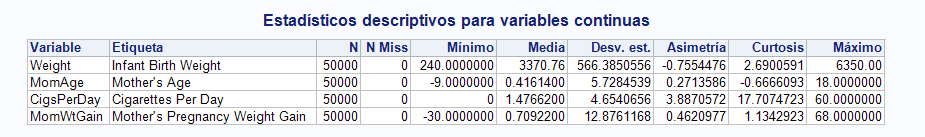 Estadísticos descriptivos para variables continuas
Variable Etiqueta N N Miss Mínimo Media Desv. est. Asimetría Curtosis Máximo
Weight Infant Birth Weight 50000 0 240.0000000 3370.76 566.3850556 -0.7554476 2.6900591 6350.00
MomAge Mother's Age 50000 0 -9.0000000 0.4161400 5.7284539 0.2713586 -0.6666093 18.0000000
CigsPerDay Cigarettes Per Day 50000 0 0 1.4766200 4.6540656 3.8870572 17.7074723 60.0000000
MomWtGain Mother's Pregnancy Weight Gain 50000 0 -30.0000000 0.7092200 12.8761168 0.4620977 1.1342923 68.0000000